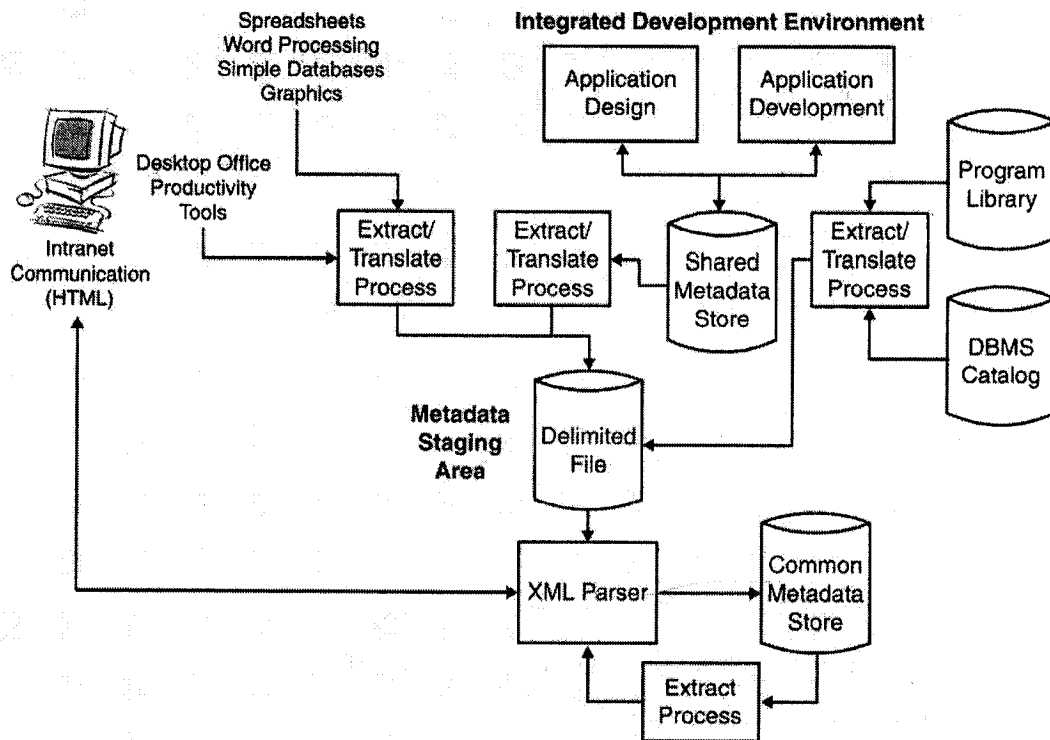 Spreadsheets
Word Processing
Simple Databases
Graphics
Integrated Development Environment
Application
Design
Application
Development
Program
Library
Desktop Office
Productivity
Tools
Intranet
Communication
(HTML)
Extract/
Translate
Process
Extract/
Translate
Process
Shared
Metadata
Store
Extract/
Translate
Process
DBMS
Catalog
Metadata
Staging
Area
Delimited
File
XML Parser
Common
Metadata
Store
Extract
Process